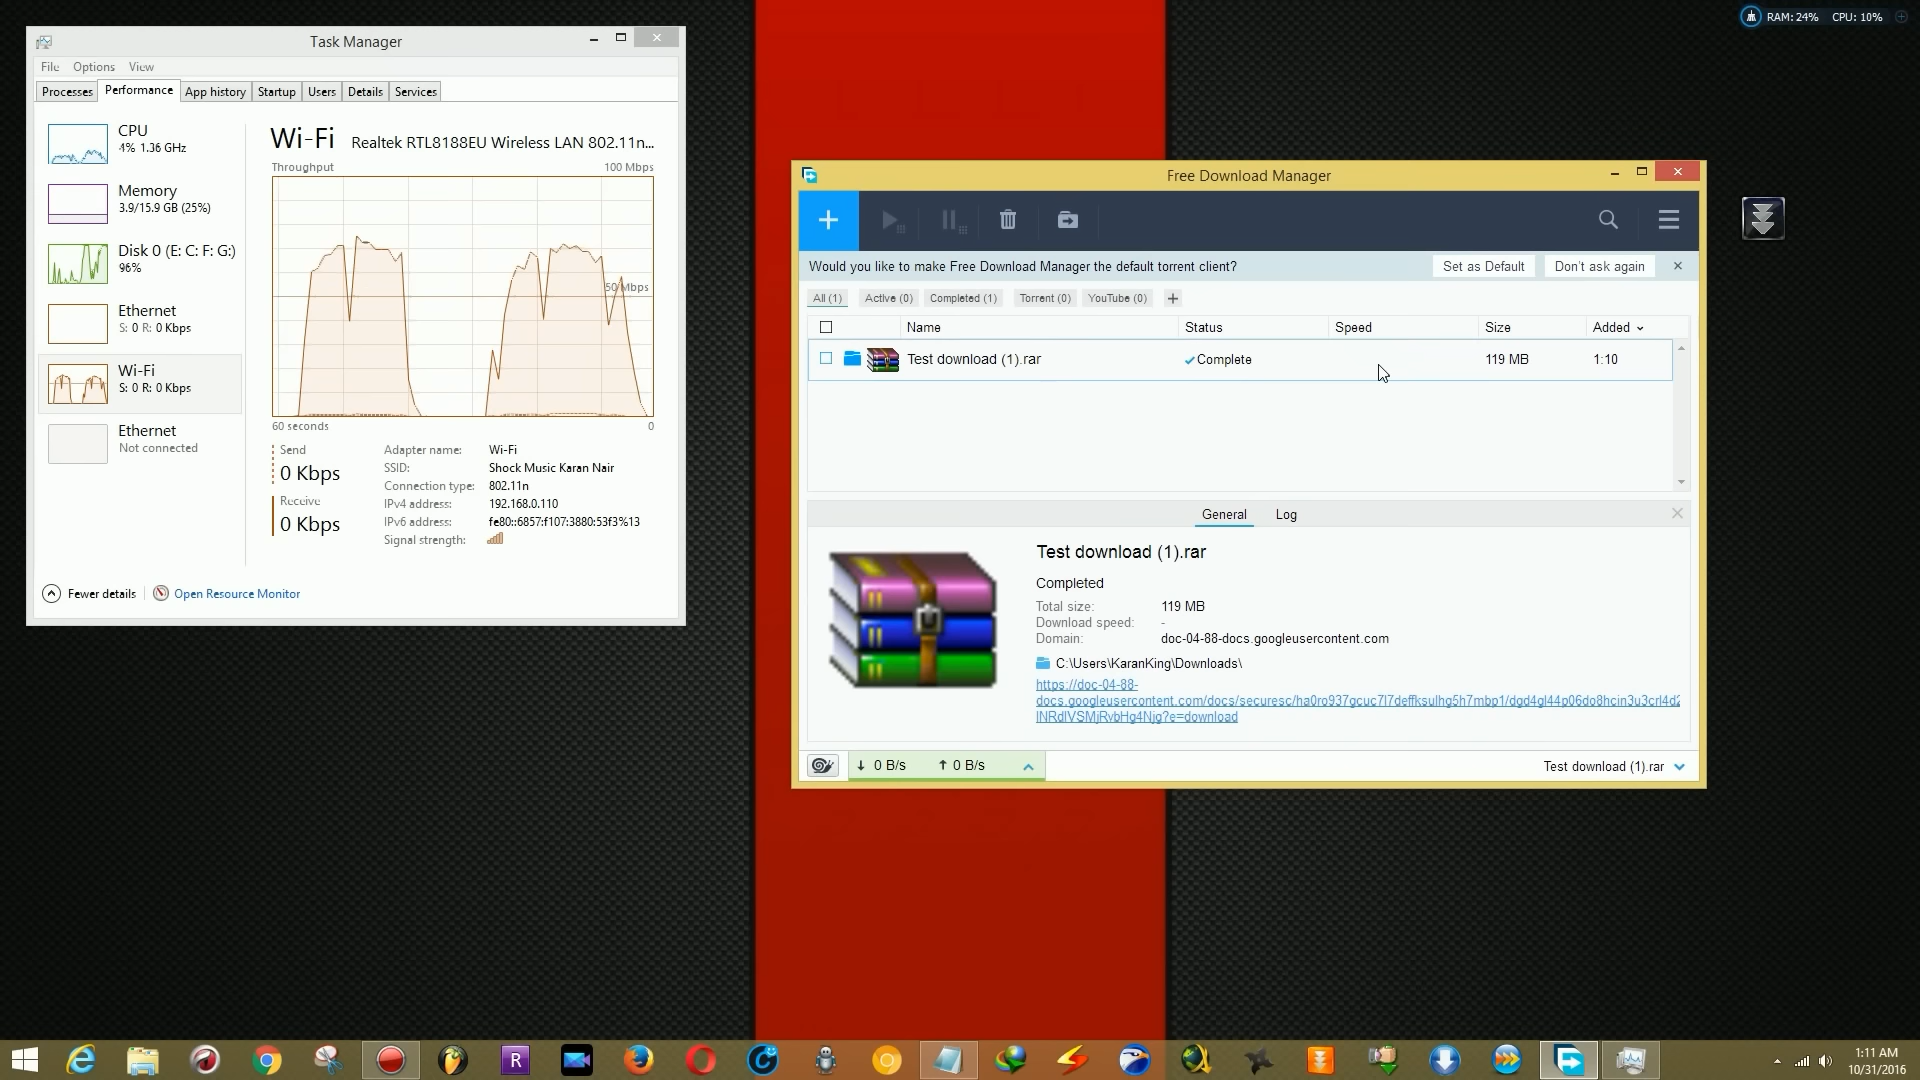 RAM: 24% CPU: 10%
Task Manager
File Options View
Processes Performance App history Startup Users Details Services
CPU
4% 1.36 GHz
Memory
3.9/15.9 GB (25%)
Disk 0 (E: C: F: G:)
96%
Ethernet
S: 0 R: 0 Kbps
Wi-Fi
S: 0 R: 0 Kbps
Ethernet
Not connected
Wi-Fi Realtek RTL8188EU Wireless LAN 802.11n...
Throughput 100 Mbps
50 Mbps
60 seconds 0
Send
0 Kbps
Receive
0 Kbps
Adapter name: Wi-Fi
SSID: Shock Music Karan Nair
Connection type: 802.11n
IPv4 address: 192.168.0.110
IPv6 address: fe80::6857:f107:3880:53f3%13
Signal strength:
Fewer details Open Resource Monitor
Free Download Manager
Would you like to make Free Download Manager the default torrent client? Set as Default Don't ask again
All (1) Active (0) Completed (1) Torrent (0) YouTube (0)
Name Status Speed Size Added
Test download (1).rar Complete 119 MB 1:10
General Log
Test download (1).rar
Completed
Total size: 119 MB
Download speed: -
Domain: doc-04-88-docs.googleusercontent.com
C:\Users\KaranKing\Downloads\
https://doc-04-88-
docs.googleusercontent.com/docs/securesc/ha0ro937gcuc7l7deffksulhg5h7mbp1/dgd4gl44p06do8hcin3u3crl4d2
lNRdlVSMjRvbHg4Njg?e=download
0 B/s 0 B/s Test download (1).rar
R
1:11 AM
10/31/2016